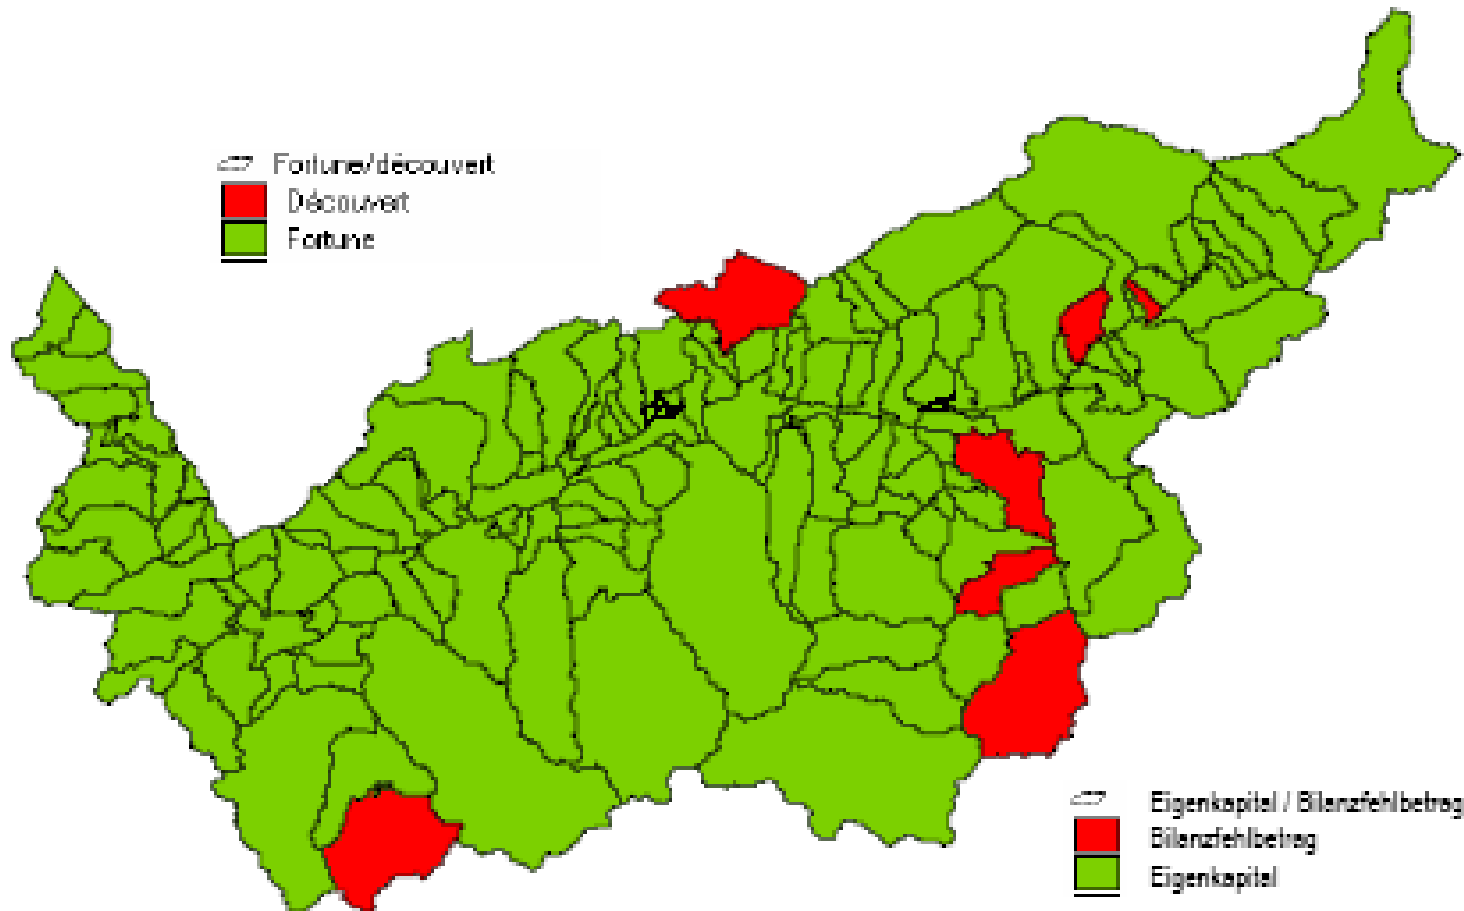 Fortune/découvert
Découvert
Fortune
Eigenkapital / Bilanzfehlbetrag
Bilanzfehlbetrag
Eigenkapital